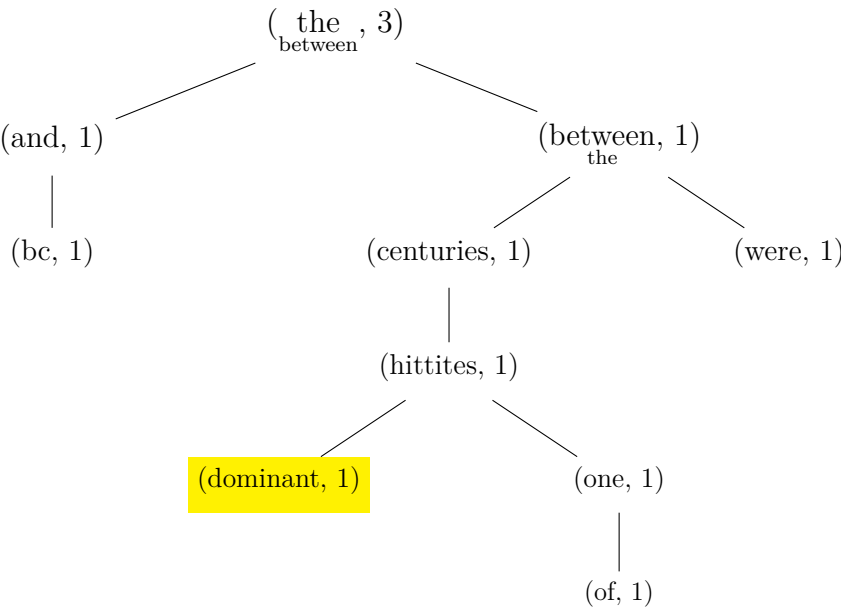 (the, 3)
between
(and, 1)
(between, 1)
the
(bc, 1)
(centuries, 1)
(were, 1)
(hittites, 1)
(dominant, 1)
(one, 1)
(of, 1)